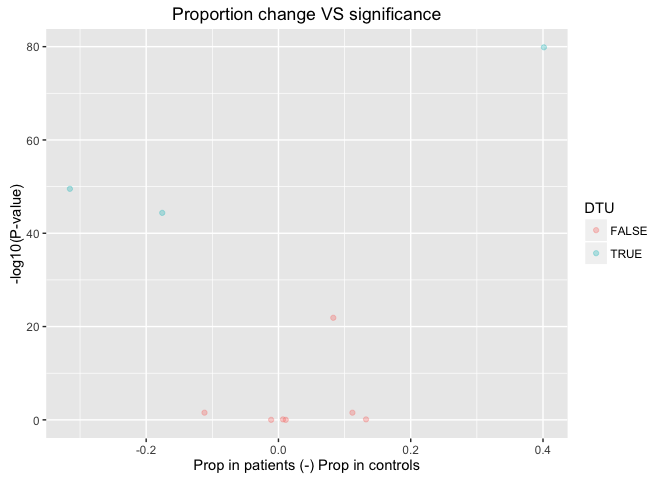 Proportion change VS significance
80
60
40
20
0
-log10(P-value)
-0.2 0.0 0.2 0.4
Prop in patients (-) Prop in controls
DTU
FALSE
TRUE